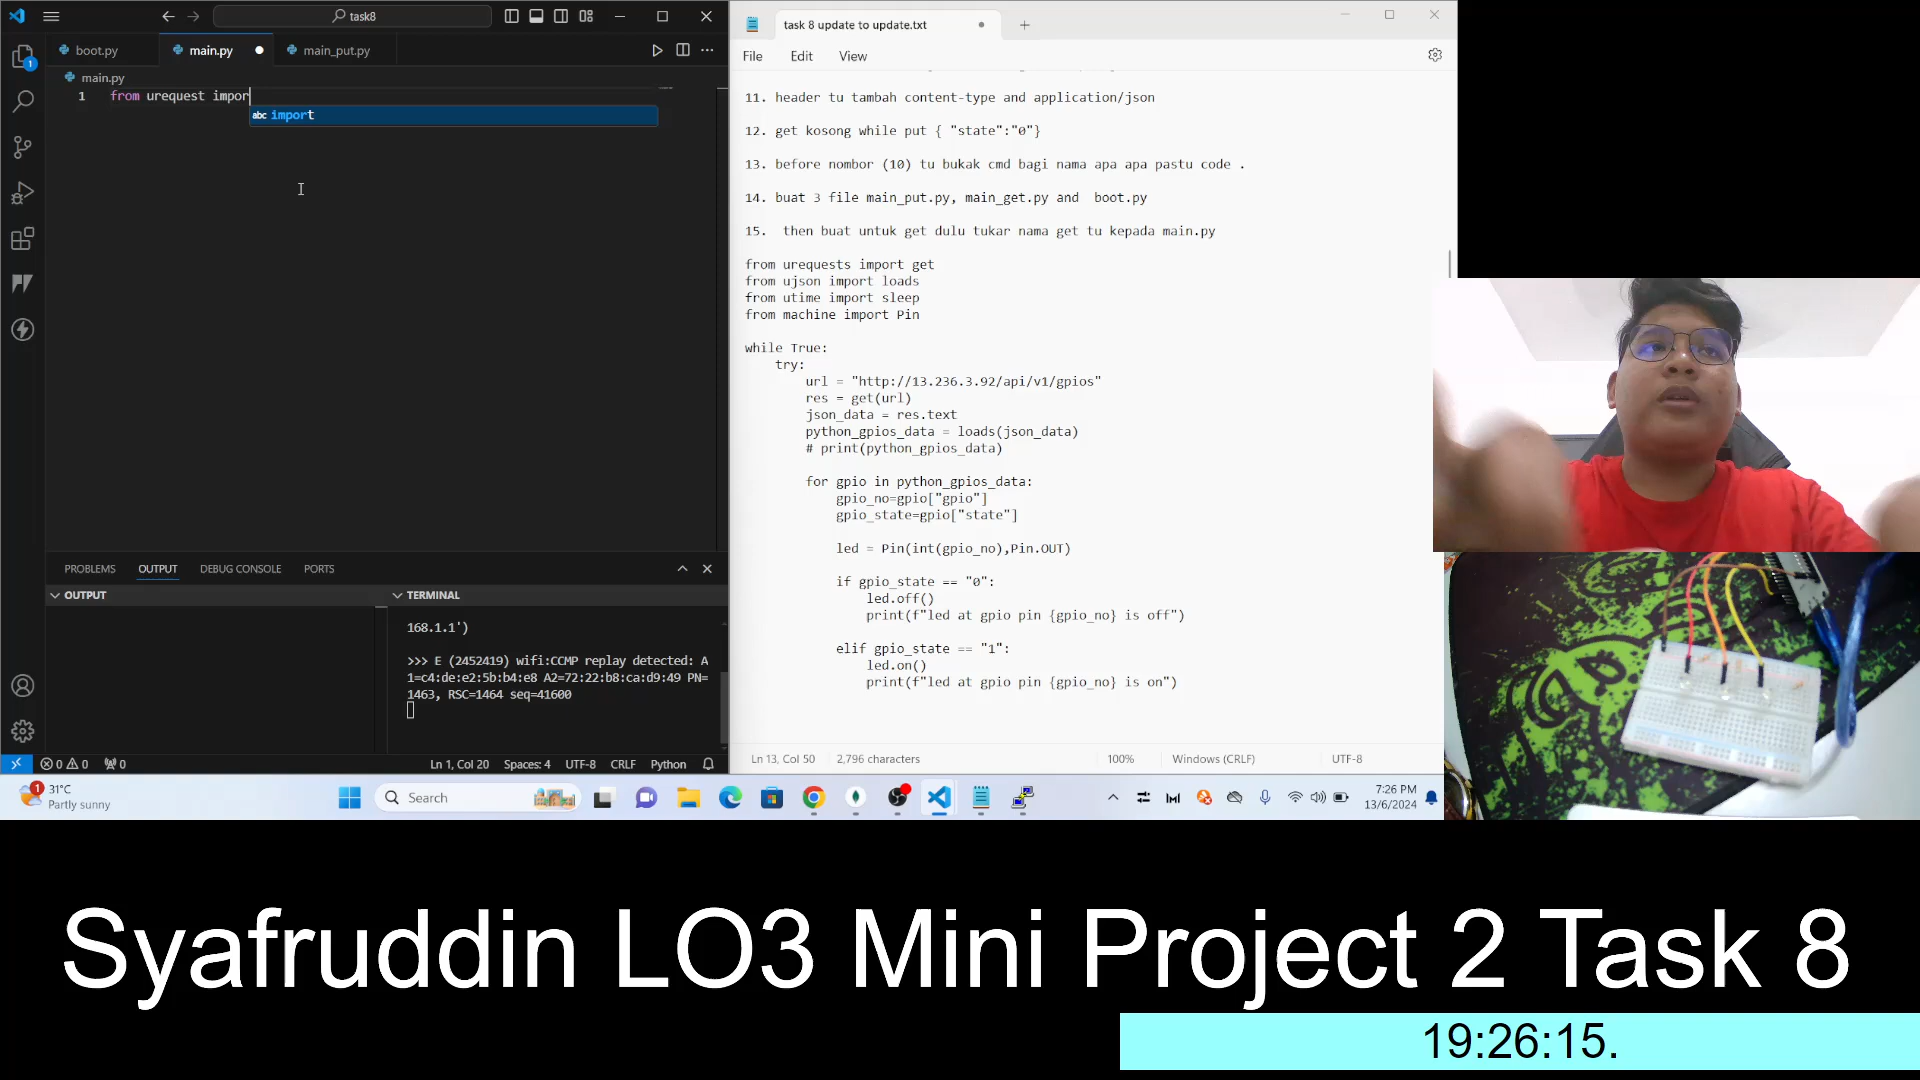 task8
boot.py
main.py
main_put.py
main.py
1 from urequest impor
abc import
PROBLEMS OUTPUT DEBUG CONSOLE PORTS
OUTPUT
TERMINAL
168.1.1')
>>> E (2452419) wifi:CCMP replay detected: A
1=c4:de:e2:5b:b4:e8 A2=72:22:b8:ca:d9:49 PN=
1463, RSC=1464 seq=41600
0 0 0 Ln 1, Col 20 Spaces: 4 UTF-8 CRLF Python
task 8 update to update.txt
File Edit View
11. header tu tambah content-type and application/json
12. get kosong while put { "state":"0"}
13. before nombor (10) tu bukak cmd bagi nama apa apa pastu code .
14. buat 3 file main_put.py, main_get.py and boot.py
15. then buat untuk get dulu tukar nama get tu kepada main.py
from urequests import get
from ujson import loads
from utime import sleep
from machine import Pin
while True:
try:
url = "http://13.236.3.92/api/v1/gpios"
res = get(url)
json_data = res.text
python_gpios_data = loads(json_data)
# print(python_gpios_data)
for gpio in python_gpios_data:
gpio_no=gpio["gpio"]
gpio_state=gpio["state"]
led = Pin(int(gpio_no),Pin.OUT)
if gpio_state == "0":
led.off()
print(f"led at gpio pin {gpio_no} is off")
elif gpio_state == "1":
led.on()
print(f"led at gpio pin {gpio_no} is on")
Ln 13, Col 50 2,796 characters 100% Windows (CRLF) UTF-8
1 31°C
Partly sunny
Search
7:26 PM
13/6/2024
Syafruddin LO3 Mini Project 2 Task 8
19:26:15.